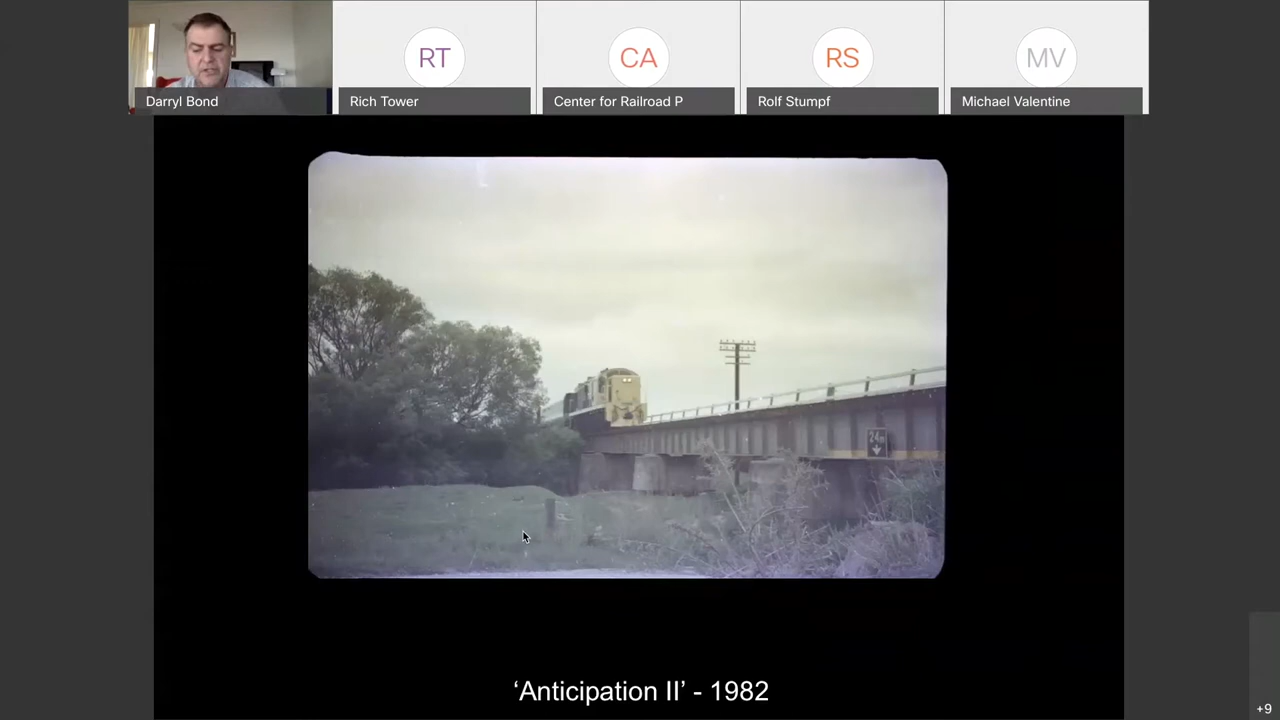 RT
CA
RS
MV
Darryl Bond
Rich Tower
Center for Railroad P
Rolf Stumpf
Michael Valentine
24
‘Anticipation II’ - 1982
+9